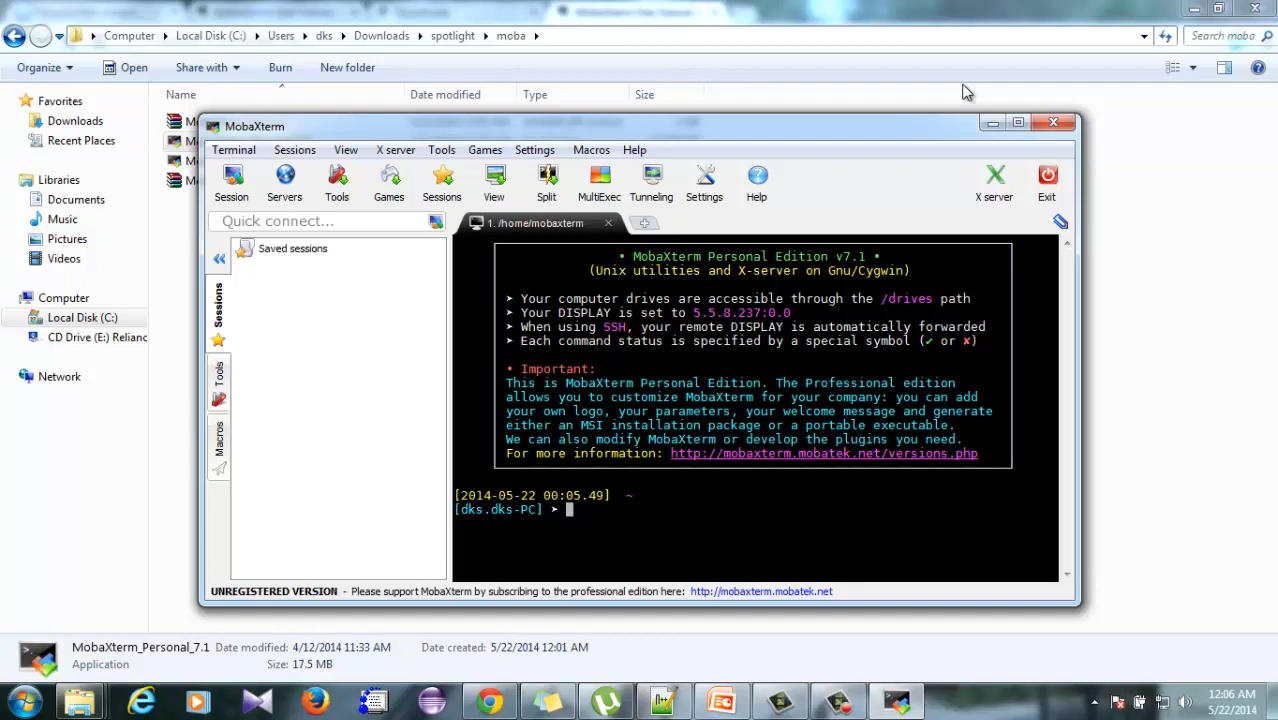 Computer Local Disk (C:) Users dks Downloads spotlight moba
Search moba
Organize Open Share with Burn New folder
Name Date modified Type Size
Favorites
Downloads
Recent Places
Libraries
Documents
Music
Pictures
Videos
Computer
Local Disk (C:)
CD Drive (E:) Relianc
Network
MobaXterm
Terminal Sessions View X server Tools Games Settings Macros Help
Session Servers Tools Games Sessions View Split MultiExec Tunneling Settings Help X server Exit
Quick connect...
1. /home/mobaxterm
Saved sessions
Sessions
Tools
Macros
• MobaXterm Personal Edition v7.1 •
(Unix utilities and X-server on Gnu/Cygwin)
➤ Your computer drives are accessible through the /drives path
➤ Your DISPLAY is set to 5.5.8.237:0.0
➤ When using SSH, your remote DISPLAY is automatically forwarded
➤ Each command status is specified by a special symbol (✔ or ✘)
• Important:
This is MobaXterm Personal Edition. The Professional edition
allows you to customize MobaXterm for your company: you can add
your own logo, your parameters, your welcome message and generate
either an MSI installation package or a portable executable.
We can also modify MobaXterm or develop the plugins you need.
For more information: http://mobaxterm.mobatek.net/versions.php
[2014-05-22 00:05.49] ~
[dks.dks-PC] ➤
UNREGISTERED VERSION - Please support MobaXterm by subscribing to the professional edition here: http://mobaxterm.mobatek.net
MobaXterm_Personal_7.1 Date modified: 4/12/2014 11:33 AM Date created: 5/22/2014 12:01 AM
Application Size: 17.5 MB
12:06 AM
5/22/2014